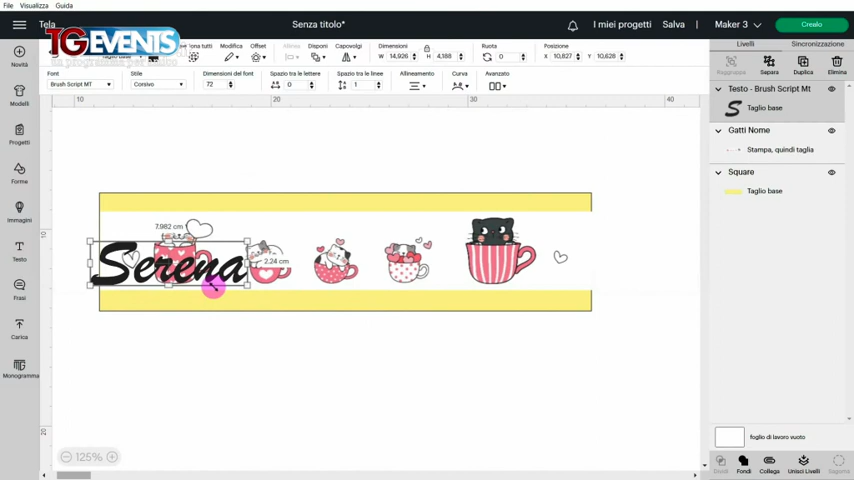 File Visualizza Guida
Tela
Senza titolo*
I miei progetti
Salva
Maker 3
Crealo
TGEVENTS
Novità
Modelli
Progetti
Forme
Immagini
Testo
Frasi
Carica
Monogramma
Modifica
Offset
Allinea
Disponi
Capovolgi
Dimensioni
W 14,926
H 4,188
Ruota
0
Posizione
X 10,827
Y 10,628
Font
Brush Script MT
Stile
Corsivo
Dimensioni del font
72
Spazio tra le lettere
0
Spazio tra le linee
1
Allineamento
Curva
Avanzato
10
20
30
40
10
20
7.982 cm
2.24 cm
Serena
125%
Livelli
Sincronizzazione
Raggruppa
Separa
Duplica
Elimina
Testo - Brush Script Mt
S
Taglio base
Gatti Nome
Stampa, quindi taglia
Square
Taglio base
foglio di lavoro vuoto
Dividi
Fondi
Collega
Unisci Livelli
Sagoma